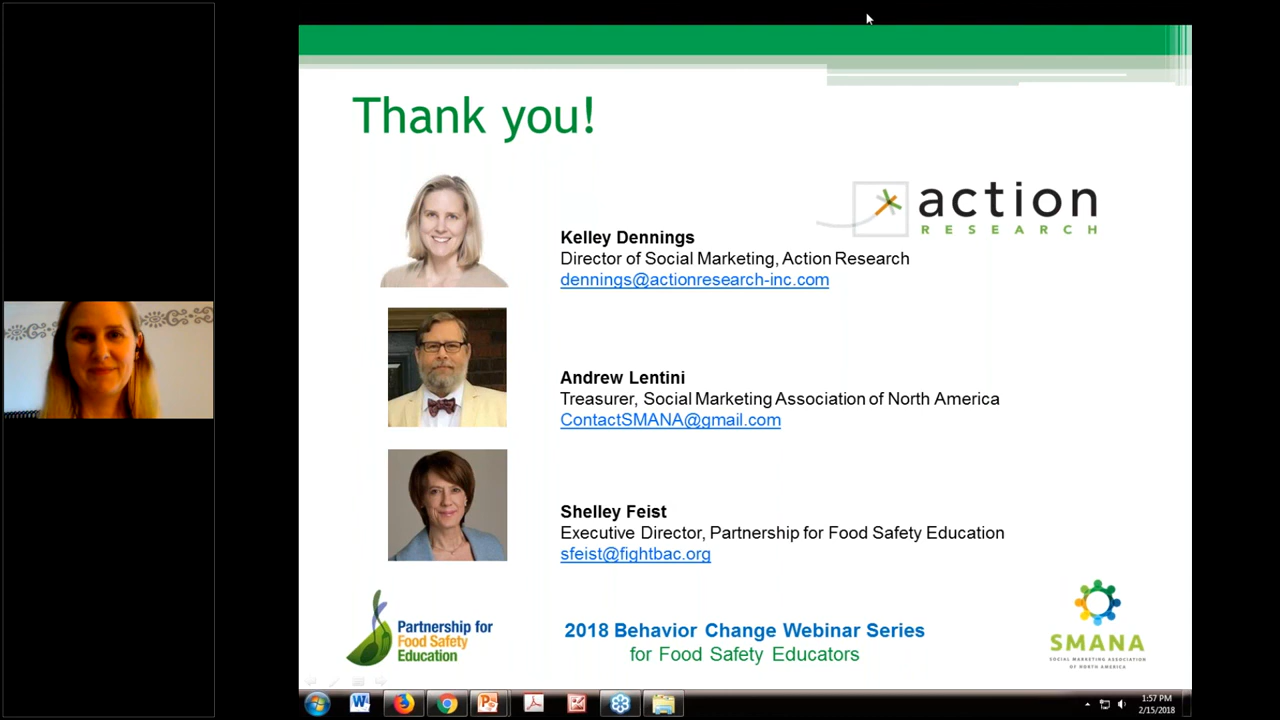 Thank you!
action
RESEARCH
Kelley Dennings
Director of Social Marketing, Action Research
dennings@actionresearch-inc.com
Andrew Lentini
Treasurer, Social Marketing Association of North America
ContactSMANA@gmail.com
Shelley Feist
Executive Director, Partnership for Food Safety Education
sfeist@fightbac.org
Partnership for
Food Safety
Education
2018 Behavior Change Webinar Series
for Food Safety Educators
SMANA
SOCIAL MARKETING ASSOCIATION
OF NORTH AMERICA
1:57 PM
2/15/2018